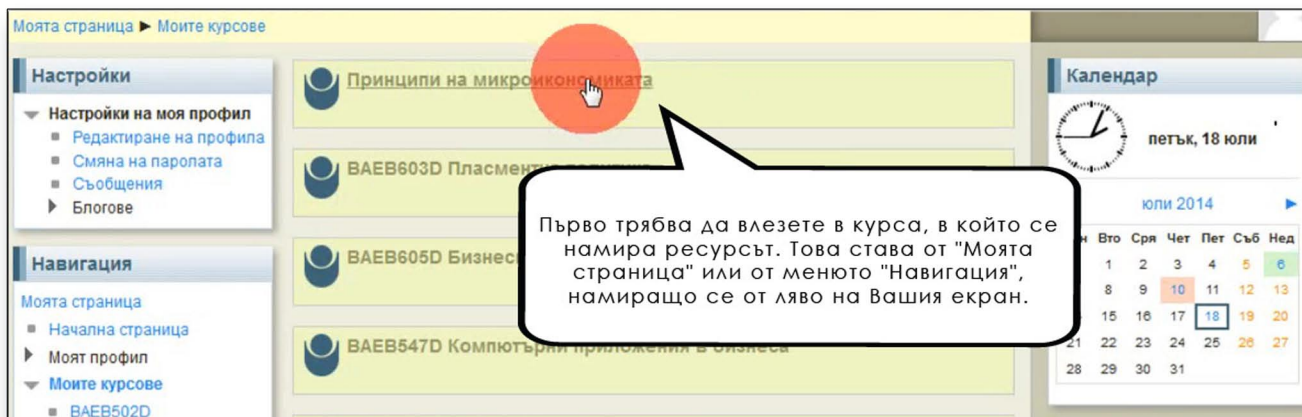 Моята страница ► Моите курсове
Настройки
Настройки на моя профил
Редактиране на профила
Смяна на паролата
Съобщения
Блогове
Навигация
Моята страница
Начална страница
Моят профил
Моите курсове
BAEB502D
Принципи на микроикономиката
BAEB603D Пласментна
BAEB605D Бизнес
BAEB547D Компютърни приложения в бизнеса
Първо трябва да влезете в курса, в който се
намира ресурсът. Това става от "Моята
страница" или от менюто "Навигация",
намиращо се от ляво на Вашия екран.
Календар
петък, 18 юли
юли 2014
Вто Сря Чет Пет Съб Нед
1 2 3 4 5 6
8 9 10 11 12 13
15 16 17 18 19 20
21 22 23 24 25 26 27
28 29 30 31